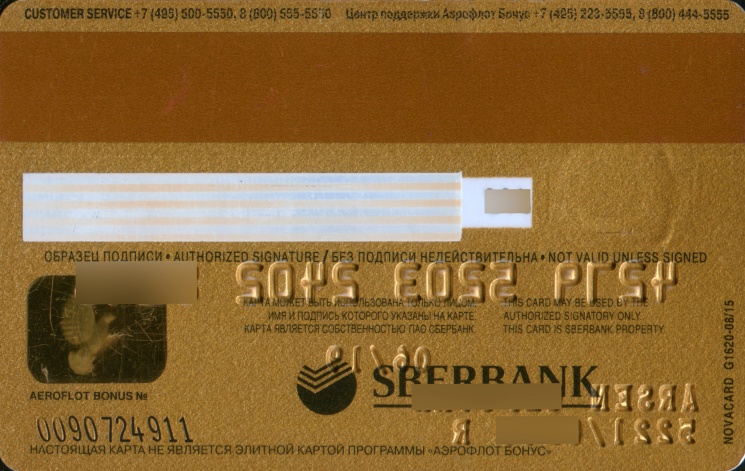 CUSTOMER SERVICE +7 (495) 500-5550, 8 (800) 555-5550 Центр поддержки Аэрофлот Бонус +7 (495) 223-5555, 8 (800) 444-5555
ОБРАЗЕЦ ПОДПИСИ • AUTHORIZED SIGNATURE / БЕЗ ПОДПИСИ НЕДЕЙСТВИТЕЛЬНА • NOT VALID UNLESS SIGNED
КАРТА МОЖЕТ БЫТЬ ИСПОЛЬЗОВАНА ТОЛЬКО ЛИЦОМ,
ИМЯ И ПОДПИСЬ КОТОРОГО УКАЗАНЫ НА КАРТЕ.
КАРТА ЯВЛЯЕТСЯ СОБСТВЕННОСТЬЮ ПАО СБЕРБАНК.
THIS CARD MAY BE USED BY THE
AUTHORIZED SIGNATORY ONLY.
THIS CARD IS SBERBANK PROPERTY.
06/19
SBERBANK
ARSEN
AEROFLOT BONUS №
0090724911
НАСТОЯЩАЯ КАРТА НЕ ЯВЛЯЕТСЯ ЭЛИТНОЙ КАРТОЙ ПРОГРАММЫ «АЭРОФЛОТ БОНУС»
NOVACARD G1620-08/15